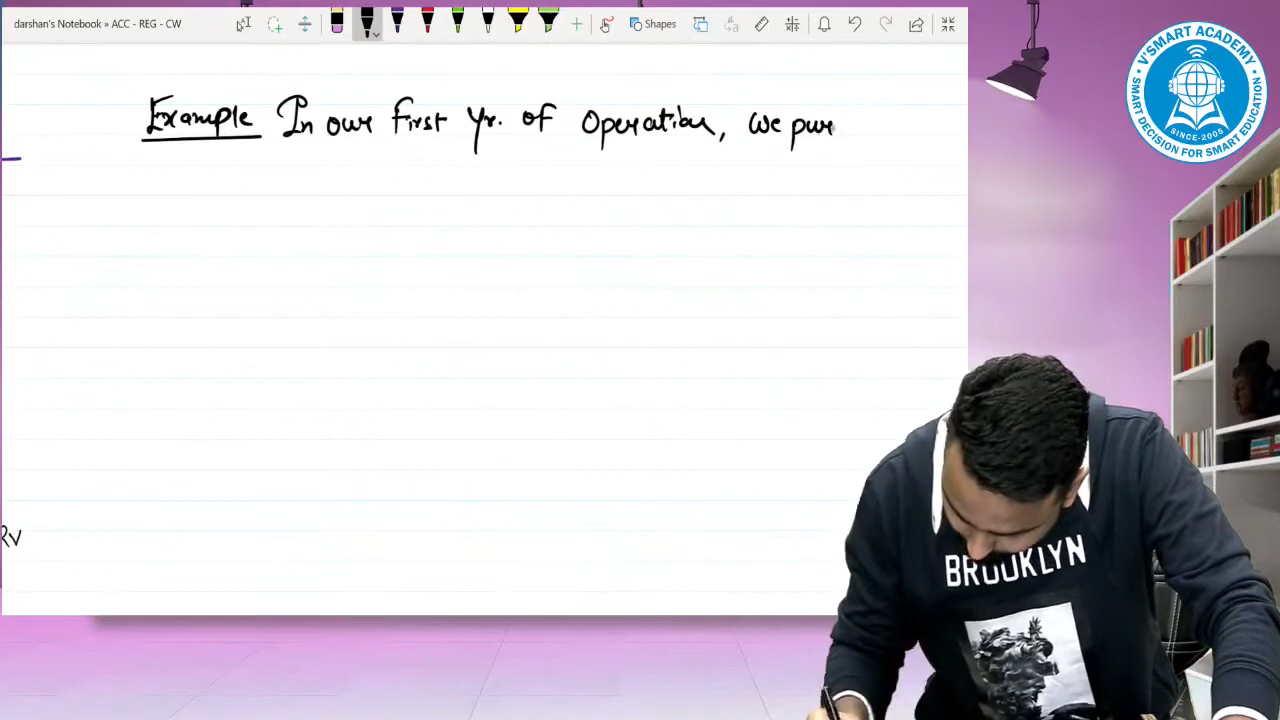 darshan's Notebook » ACC - REG - CW
Shapes
Example In our first Yr. of Operation, we pur
RV
V'SMART ACADEMY
SINCE-2005
SMART DECISION FOR SMART EDUCATION
BROOKLYN